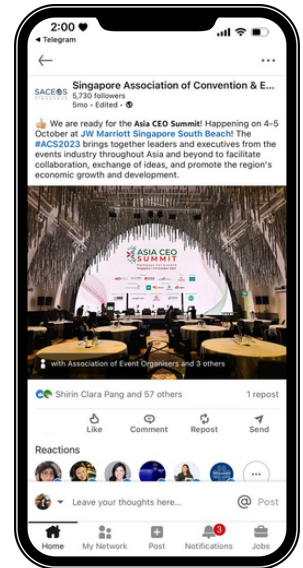 2:00
Telegram
SACEOS
SINGAPORE
Singapore Association of Convention & E...
5,730 followers
5mo • Edited •
We are ready for the Asia CEO Summit! Happening on 4-5
October at JW Marriott Singapore South Beach! The
#ACS2023 brings together leaders and executives from the
events industry throughout Asia and beyond to facilitate
collaboration, exchange of ideas, and promote the region's
economic growth and development.
ASIA CEO
SUMMIT
with Association of Event Organisers and 3 others
Shirin Clara Pang and 57 others
1 repost
Like
Comment
Repost
Send
Reactions
Leave your thoughts here...
@ Post
3
Home
My Network
Post
Notifications
Jobs